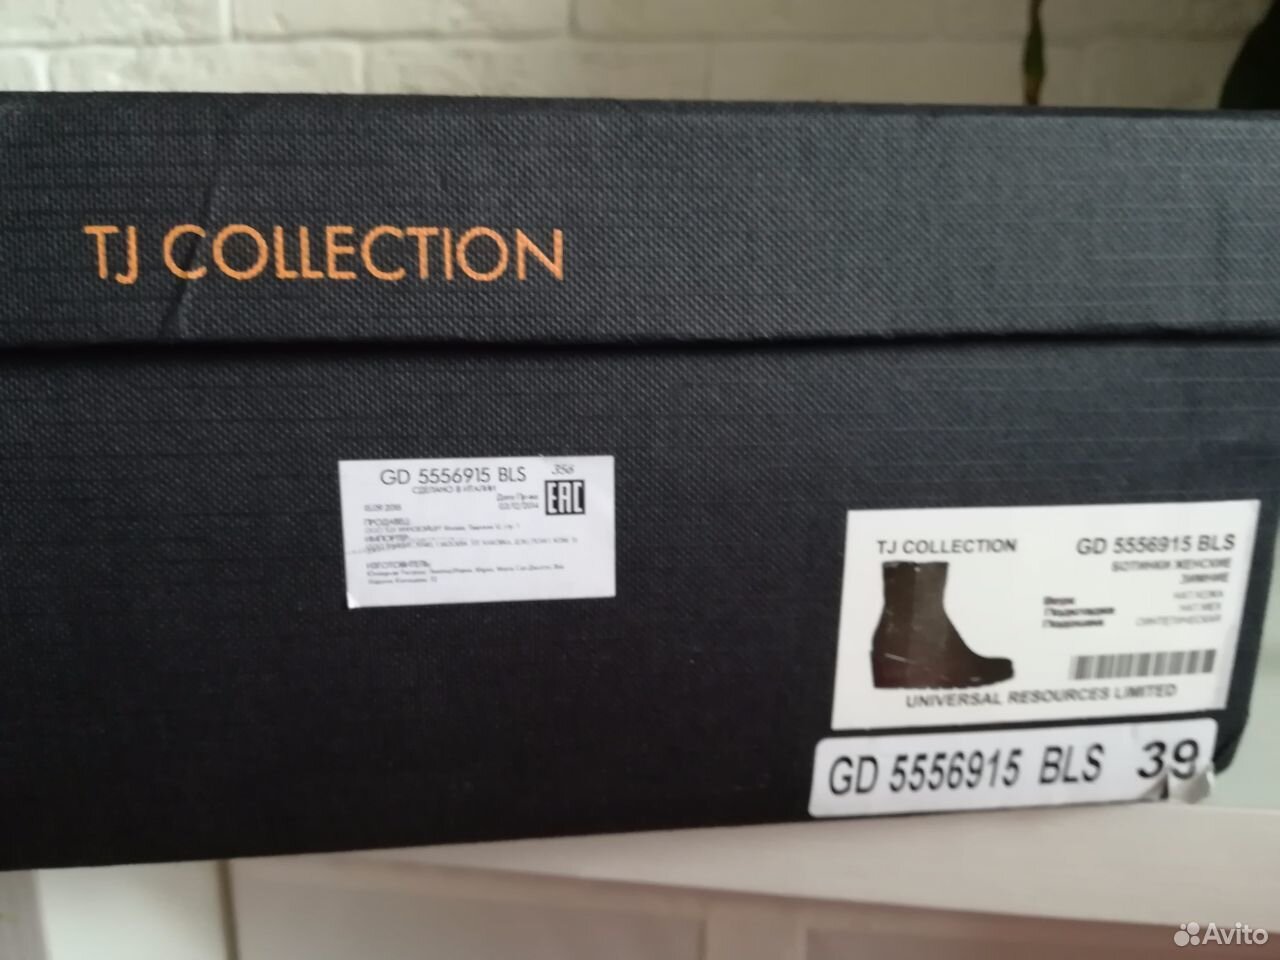 TJ COLLECTION
GD 5556915 BLS 356
СДЕЛАНО В ИТАЛИИ
EAC
ПРОДАВЕЦ:
ИМПОРТЕР:
ИЗГОТОВИТЕЛЬ:
TJ COLLECTION GD 5556915 BLS
БОТИНКИ ЖЕНСКИЕ
ЗИМНИЕ
Верх НАТ.КОЖА
Подкладка НАТ.МЕХ
Подошва СИНТЕТИЧЕСКАЯ
UNIVERSAL RESOURCES LIMITED
GD 5556915 BLS 39
Avito